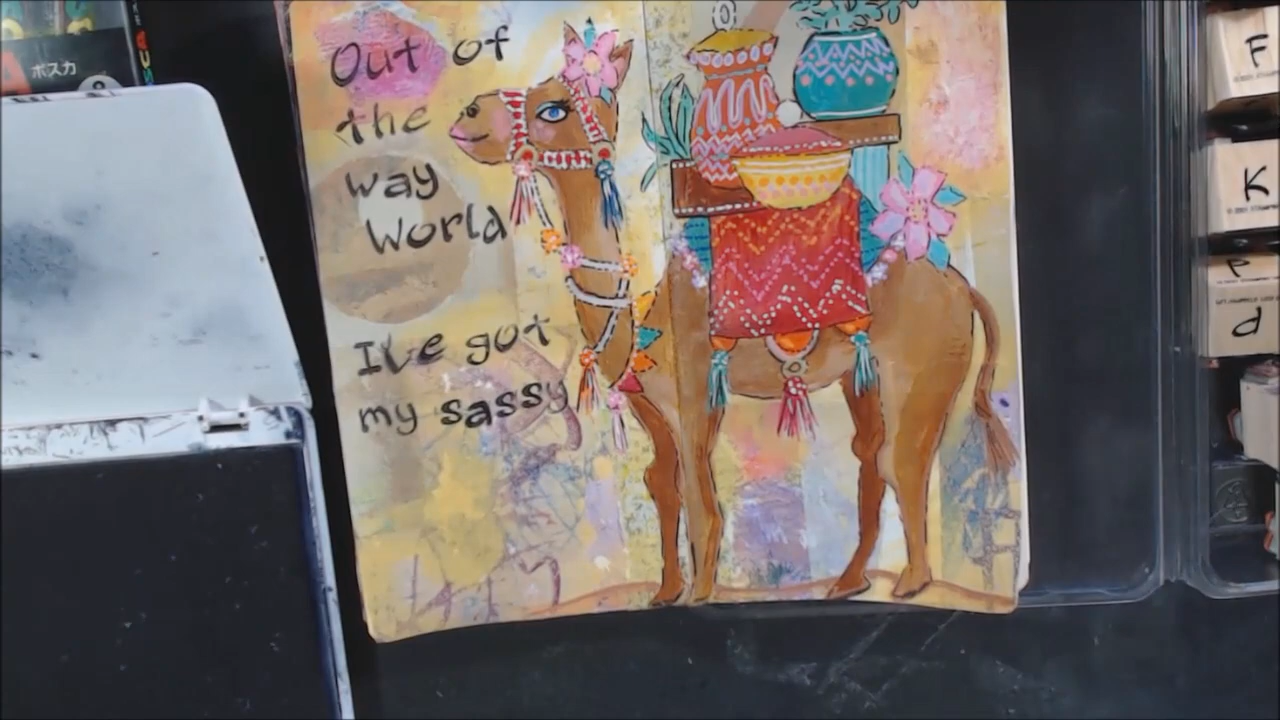 Out of
the
way
World
I've got
my sassy
ポスカ
F
K
P
d